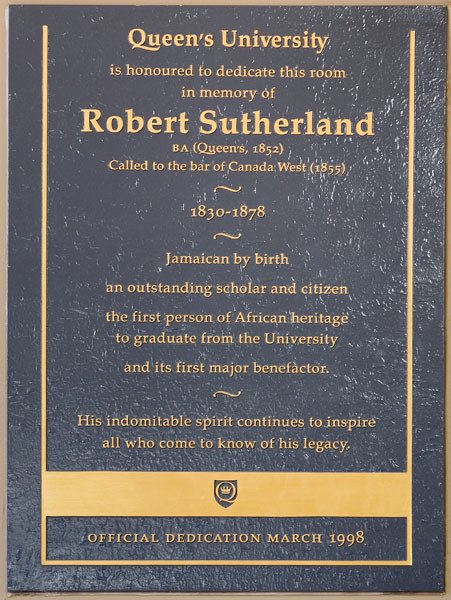 Queen's University
is honoured to dedicate this room
in memory of
Robert Sutherland
BA (Queen's, 1852)
Called to the bar of Canada West (1855)
1830-1878
Jamaican by birth
an outstanding scholar and citizen
the first person of African heritage
to graduate from the University
and its first major benefactor.
His indomitable spirit continues to inspire
all who come to know of his legacy.
OFFICIAL DEDICATION MARCH 1998